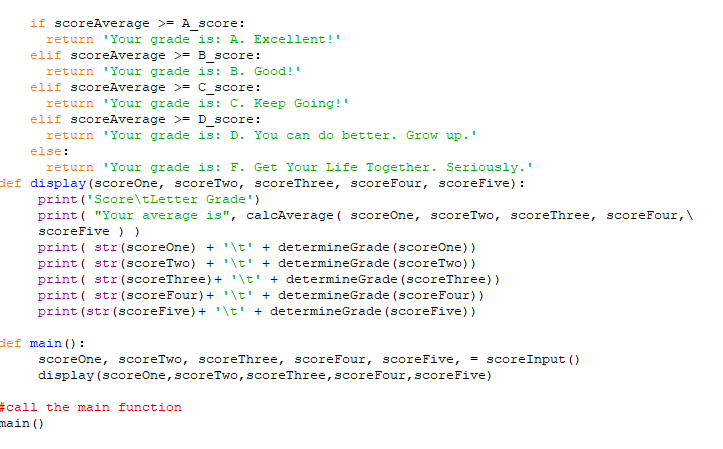 if scoreAverage >= A_score:
return 'Your grade is: A. Excellent!'
elif scoreAverage >= B_score:
return 'Your grade is: B. Good!'
elif scoreAverage >= C_score:
return 'Your grade is: C. Keep Going!'
elif scoreAverage >= D_score:
return 'Your grade is: D. You can do better. Grow up.'
else:
return 'Your grade is: F. Get Your Life Together. Seriously.'
def display(scoreOne, scoreTwo, scoreThree, scoreFour, scoreFive):
print('Score\tLetter Grade')
print( "Your average is", calcAverage( scoreOne, scoreTwo, scoreThree, scoreFour,\
scoreFive ) )
print( str(scoreOne) + '\t' + determineGrade(scoreOne))
print( str(scoreTwo) + '\t' + determineGrade(scoreTwo))
print( str(scoreThree)+ '\t' + determineGrade(scoreThree))
print( str(scoreFour)+ '\t' + determineGrade(scoreFour))
print(str(scoreFive)+ '\t' + determineGrade(scoreFive))
def main():
scoreOne, scoreTwo, scoreThree, scoreFour, scoreFive, = scoreInput()
display(scoreOne,scoreTwo,scoreThree,scoreFour,scoreFive)
#call the main function
main()